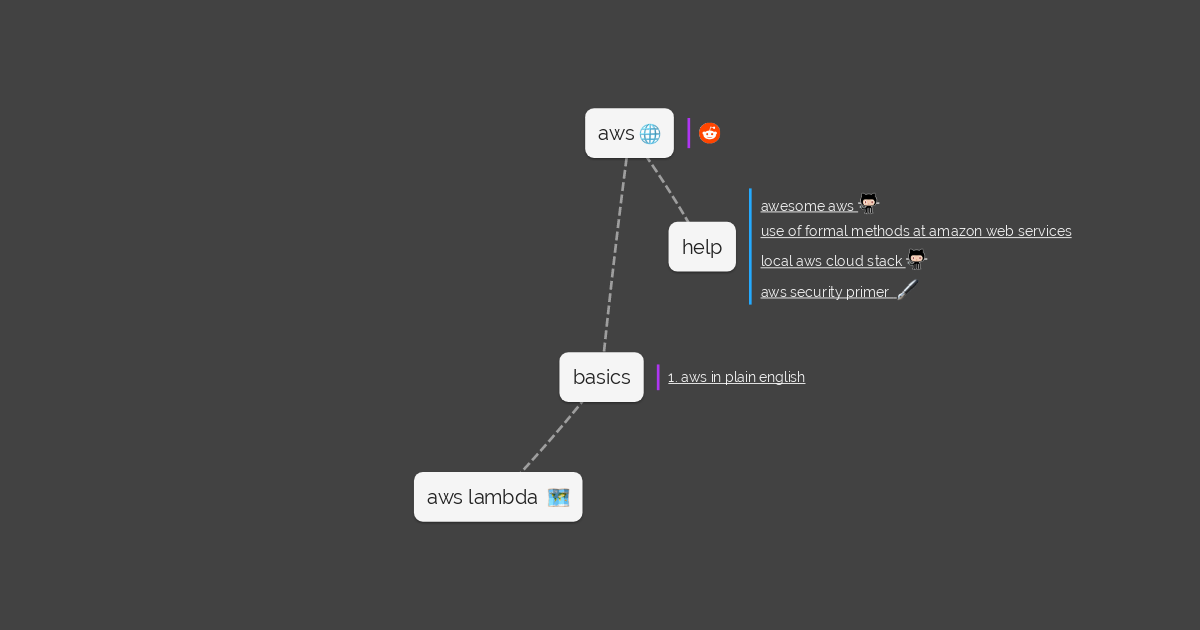 aws
help
awesome aws
use of formal methods at amazon web services
local aws cloud stack
aws security primer
basics
1. aws in plain english
aws lambda